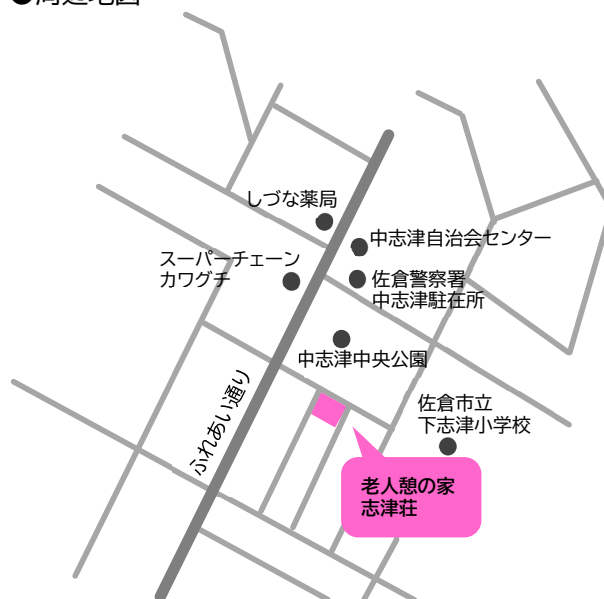 ●周辺地図
しづな薬局
中志津自治会センター
スーパーチェーン
カワグチ
佐倉警察署
中志津駐在所
中志津中央公園
ふれあい通り
佐倉市立
下志津小学校
老人憩の家
志津荘